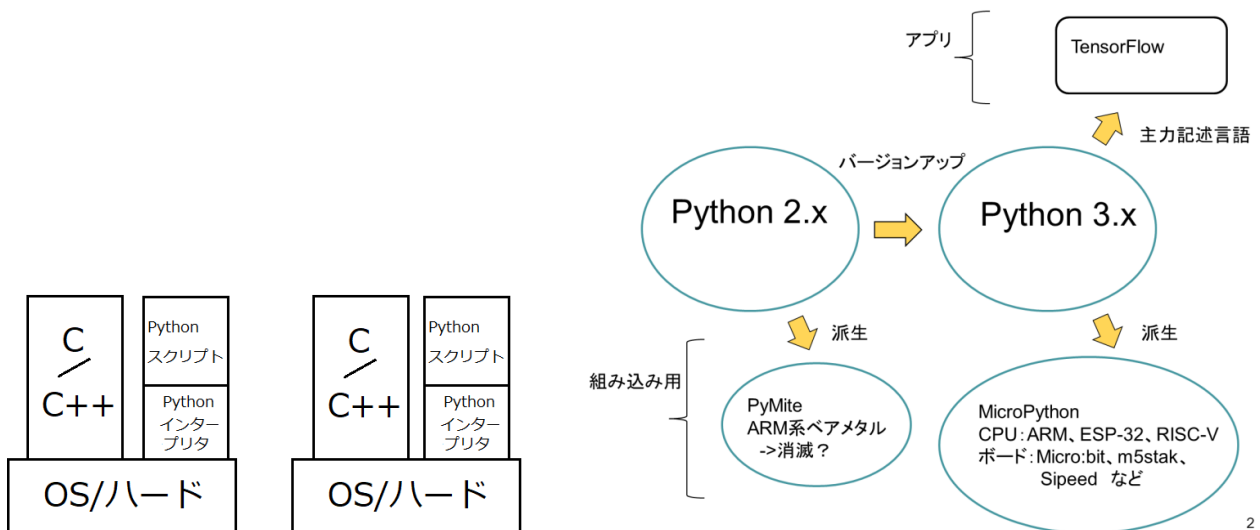 C
/
C++
Python
スクリプト
Python
インター
プリタ
OS/ハード
C
/
C++
Python
スクリプト
Python
インター
プリタ
OS/ハード
アプリ
TensorFlow
主力記述言語
バージョンアップ
Python 2.x
Python 3.x
派生
派生
組み込み用
PyMite
ARM系ベアメタル
->消滅？
MicroPython
CPU：ARM、ESP-32、RISC-V
ボード：Micro:bit、m5stak、
Sipeed など
2